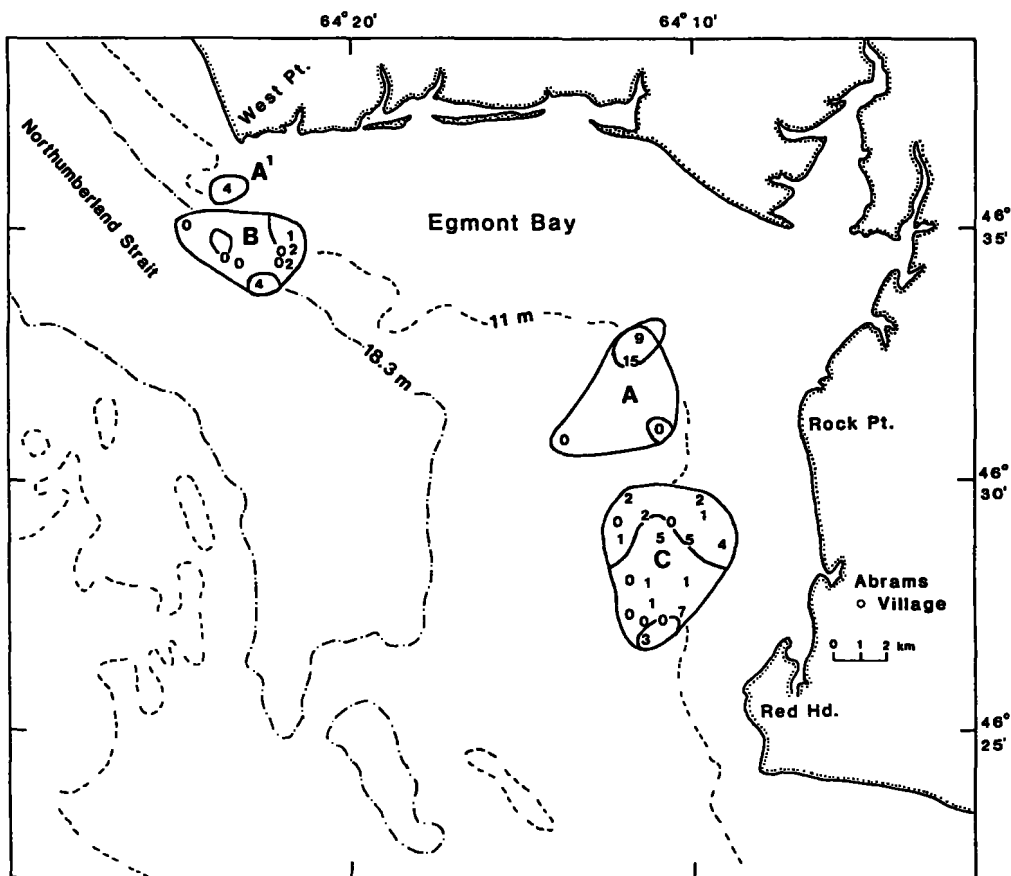 64° 20'
64° 10'
West Pt.
Northumberland Strait
A¹
4
Egmont Bay
46° 35'
0
B
1
0 2
0 0
0 2
4
11 m
18.3 m
9
15
A
0
0
Rock Pt.
46° 30'
2
2
0
2
0
1
1
5
5
4
C
0
1
1
1
0
0
0
7
3
Abrams
Village
0 1 2 km
Red Hd.
46° 25'